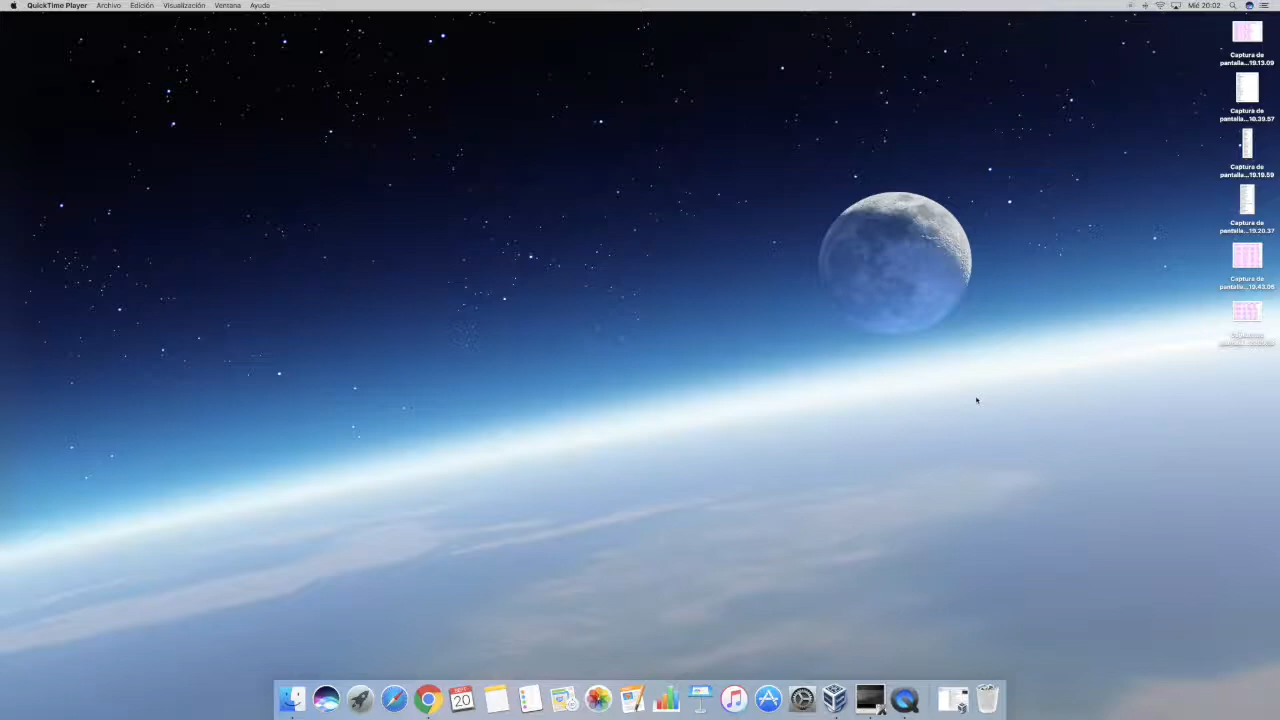 QuickTime Player Archivo Edición Visualización Ventana Ayuda Mié 20:02
Captura de
pantalla...19.13.09
Captura de
pantalla...19.39.57
Captura de
pantalla...19.19.59
Captura de
pantalla...19.20.37
Captura de
pantalla...19.43.06
20